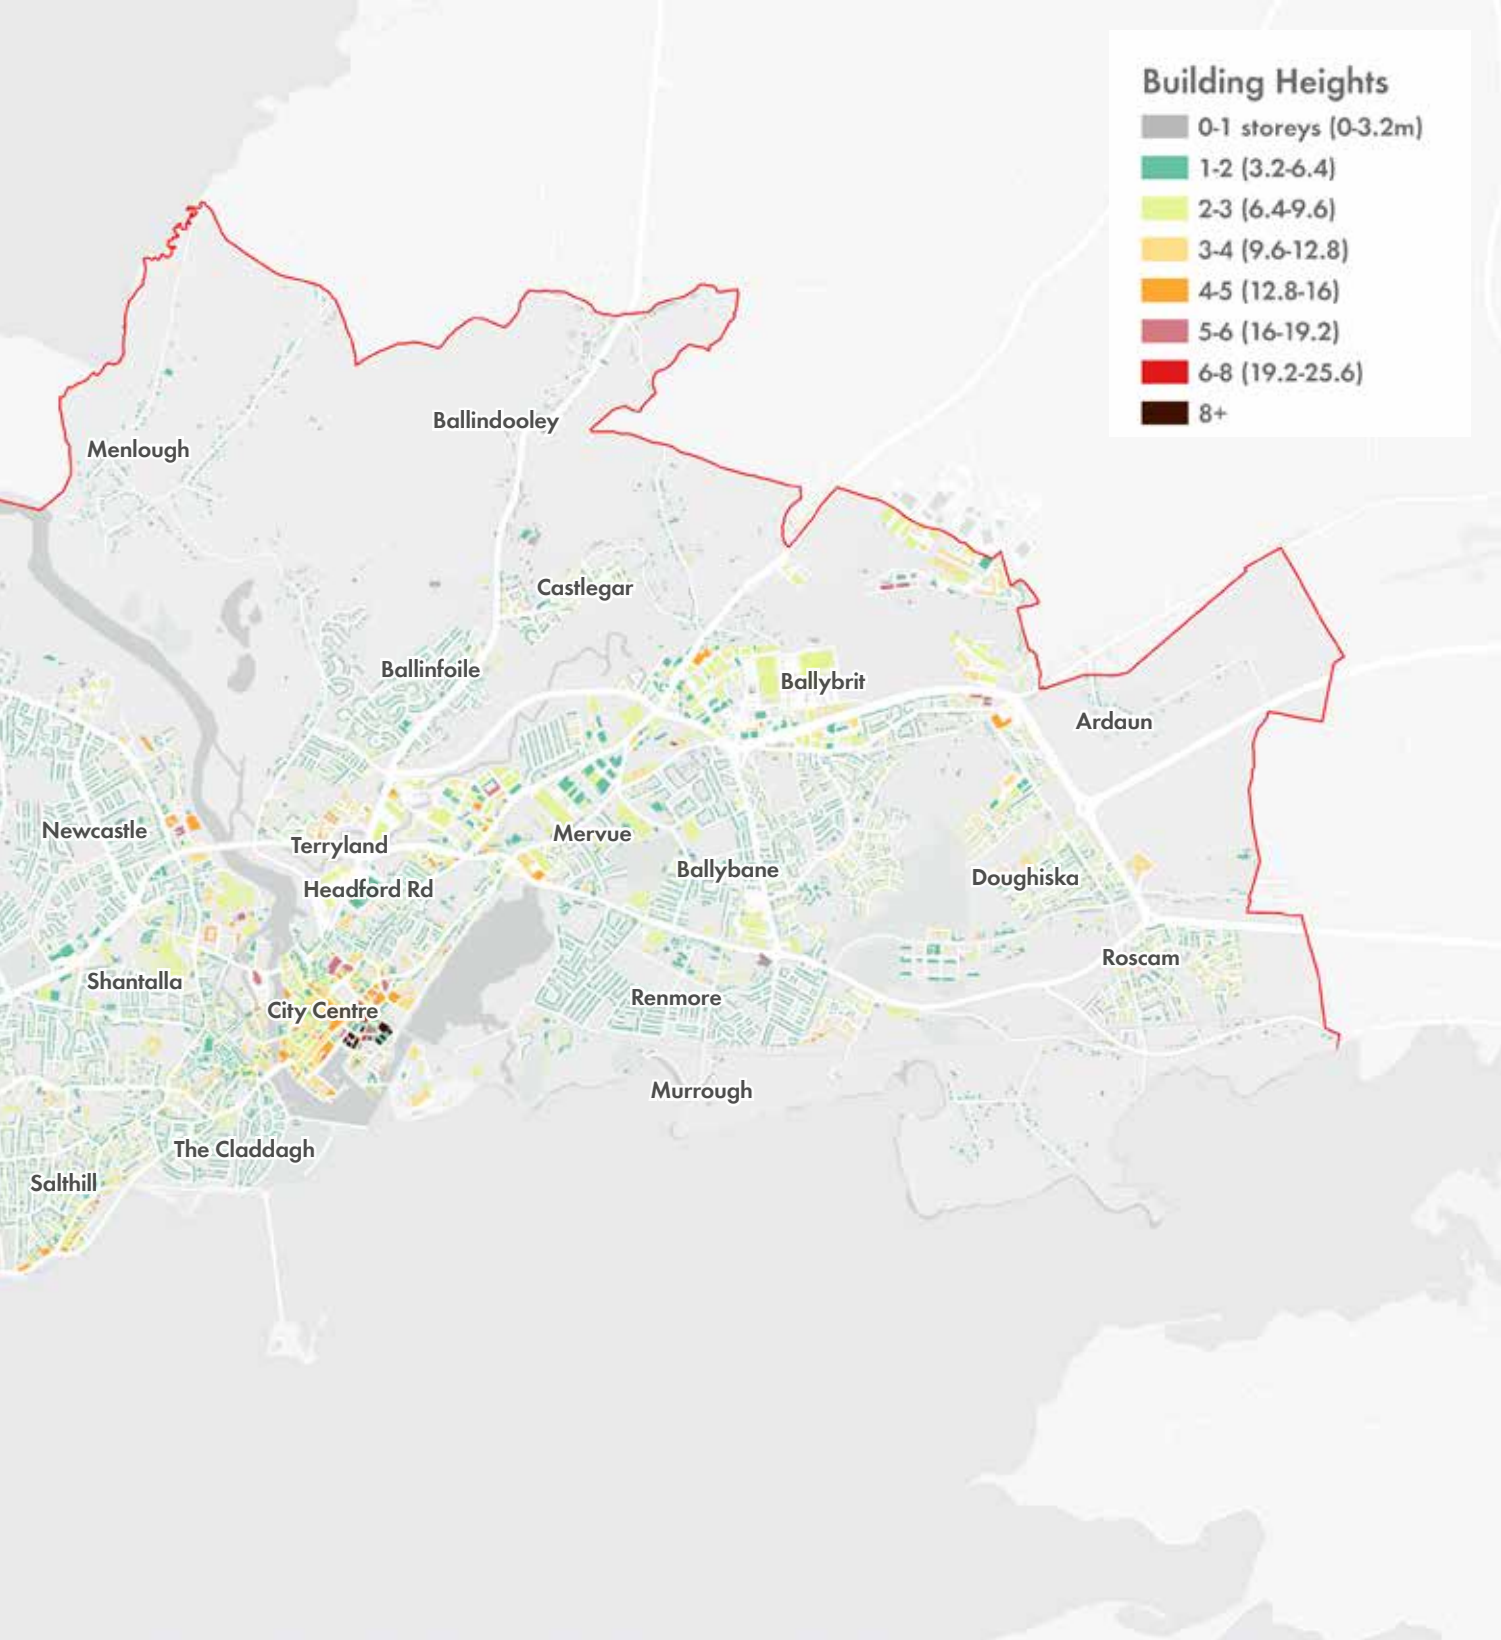 Building Heights
0-1 storeys (0-3.2m)
1-2 (3.2-6.4)
2-3 (6.4-9.6)
3-4 (9.6-12.8)
4-5 (12.8-16)
5-6 (16-19.2)
6-8 (19.2-25.6)
8+
Ballindooley
Menlough
Castlegar
Ballinfoile
Ballybrit
Ardaun
Newcastle
Terryland
Mervue
Headford Rd
Ballybane
Doughiska
Shantalla
Roscam
City Centre
Renmore
Murrough
The Claddagh
Salthill